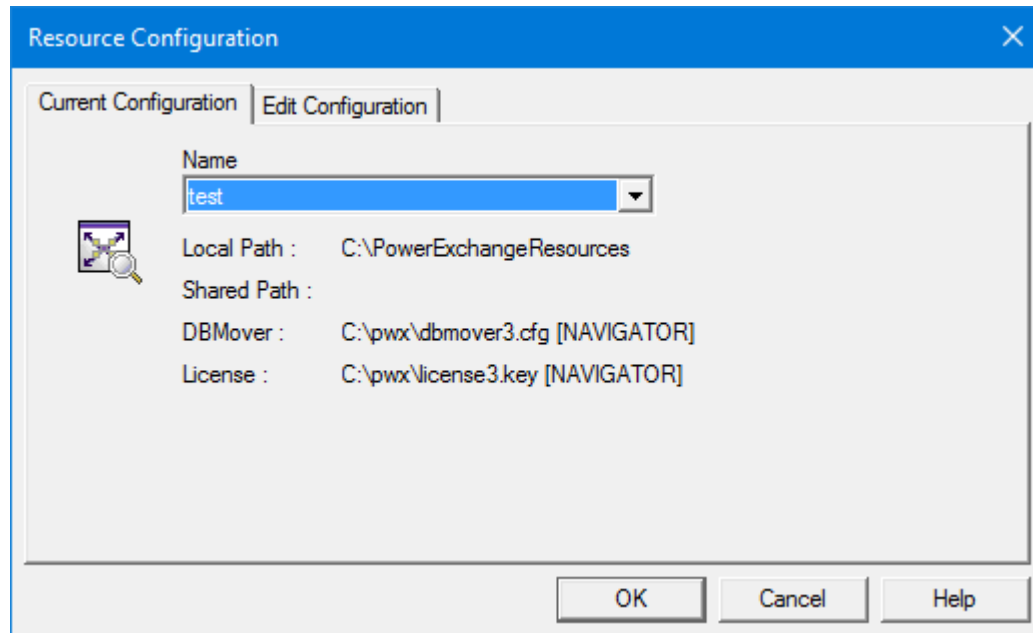 Resource Configuration
Current Configuration Edit Configuration
Name
test
Local Path : C:\PowerExchangeResources
Shared Path :
DBMover : C:\pwx\dbmover3.cfg [NAVIGATOR]
License : C:\pwx\license3.key [NAVIGATOR]
OK Cancel Help